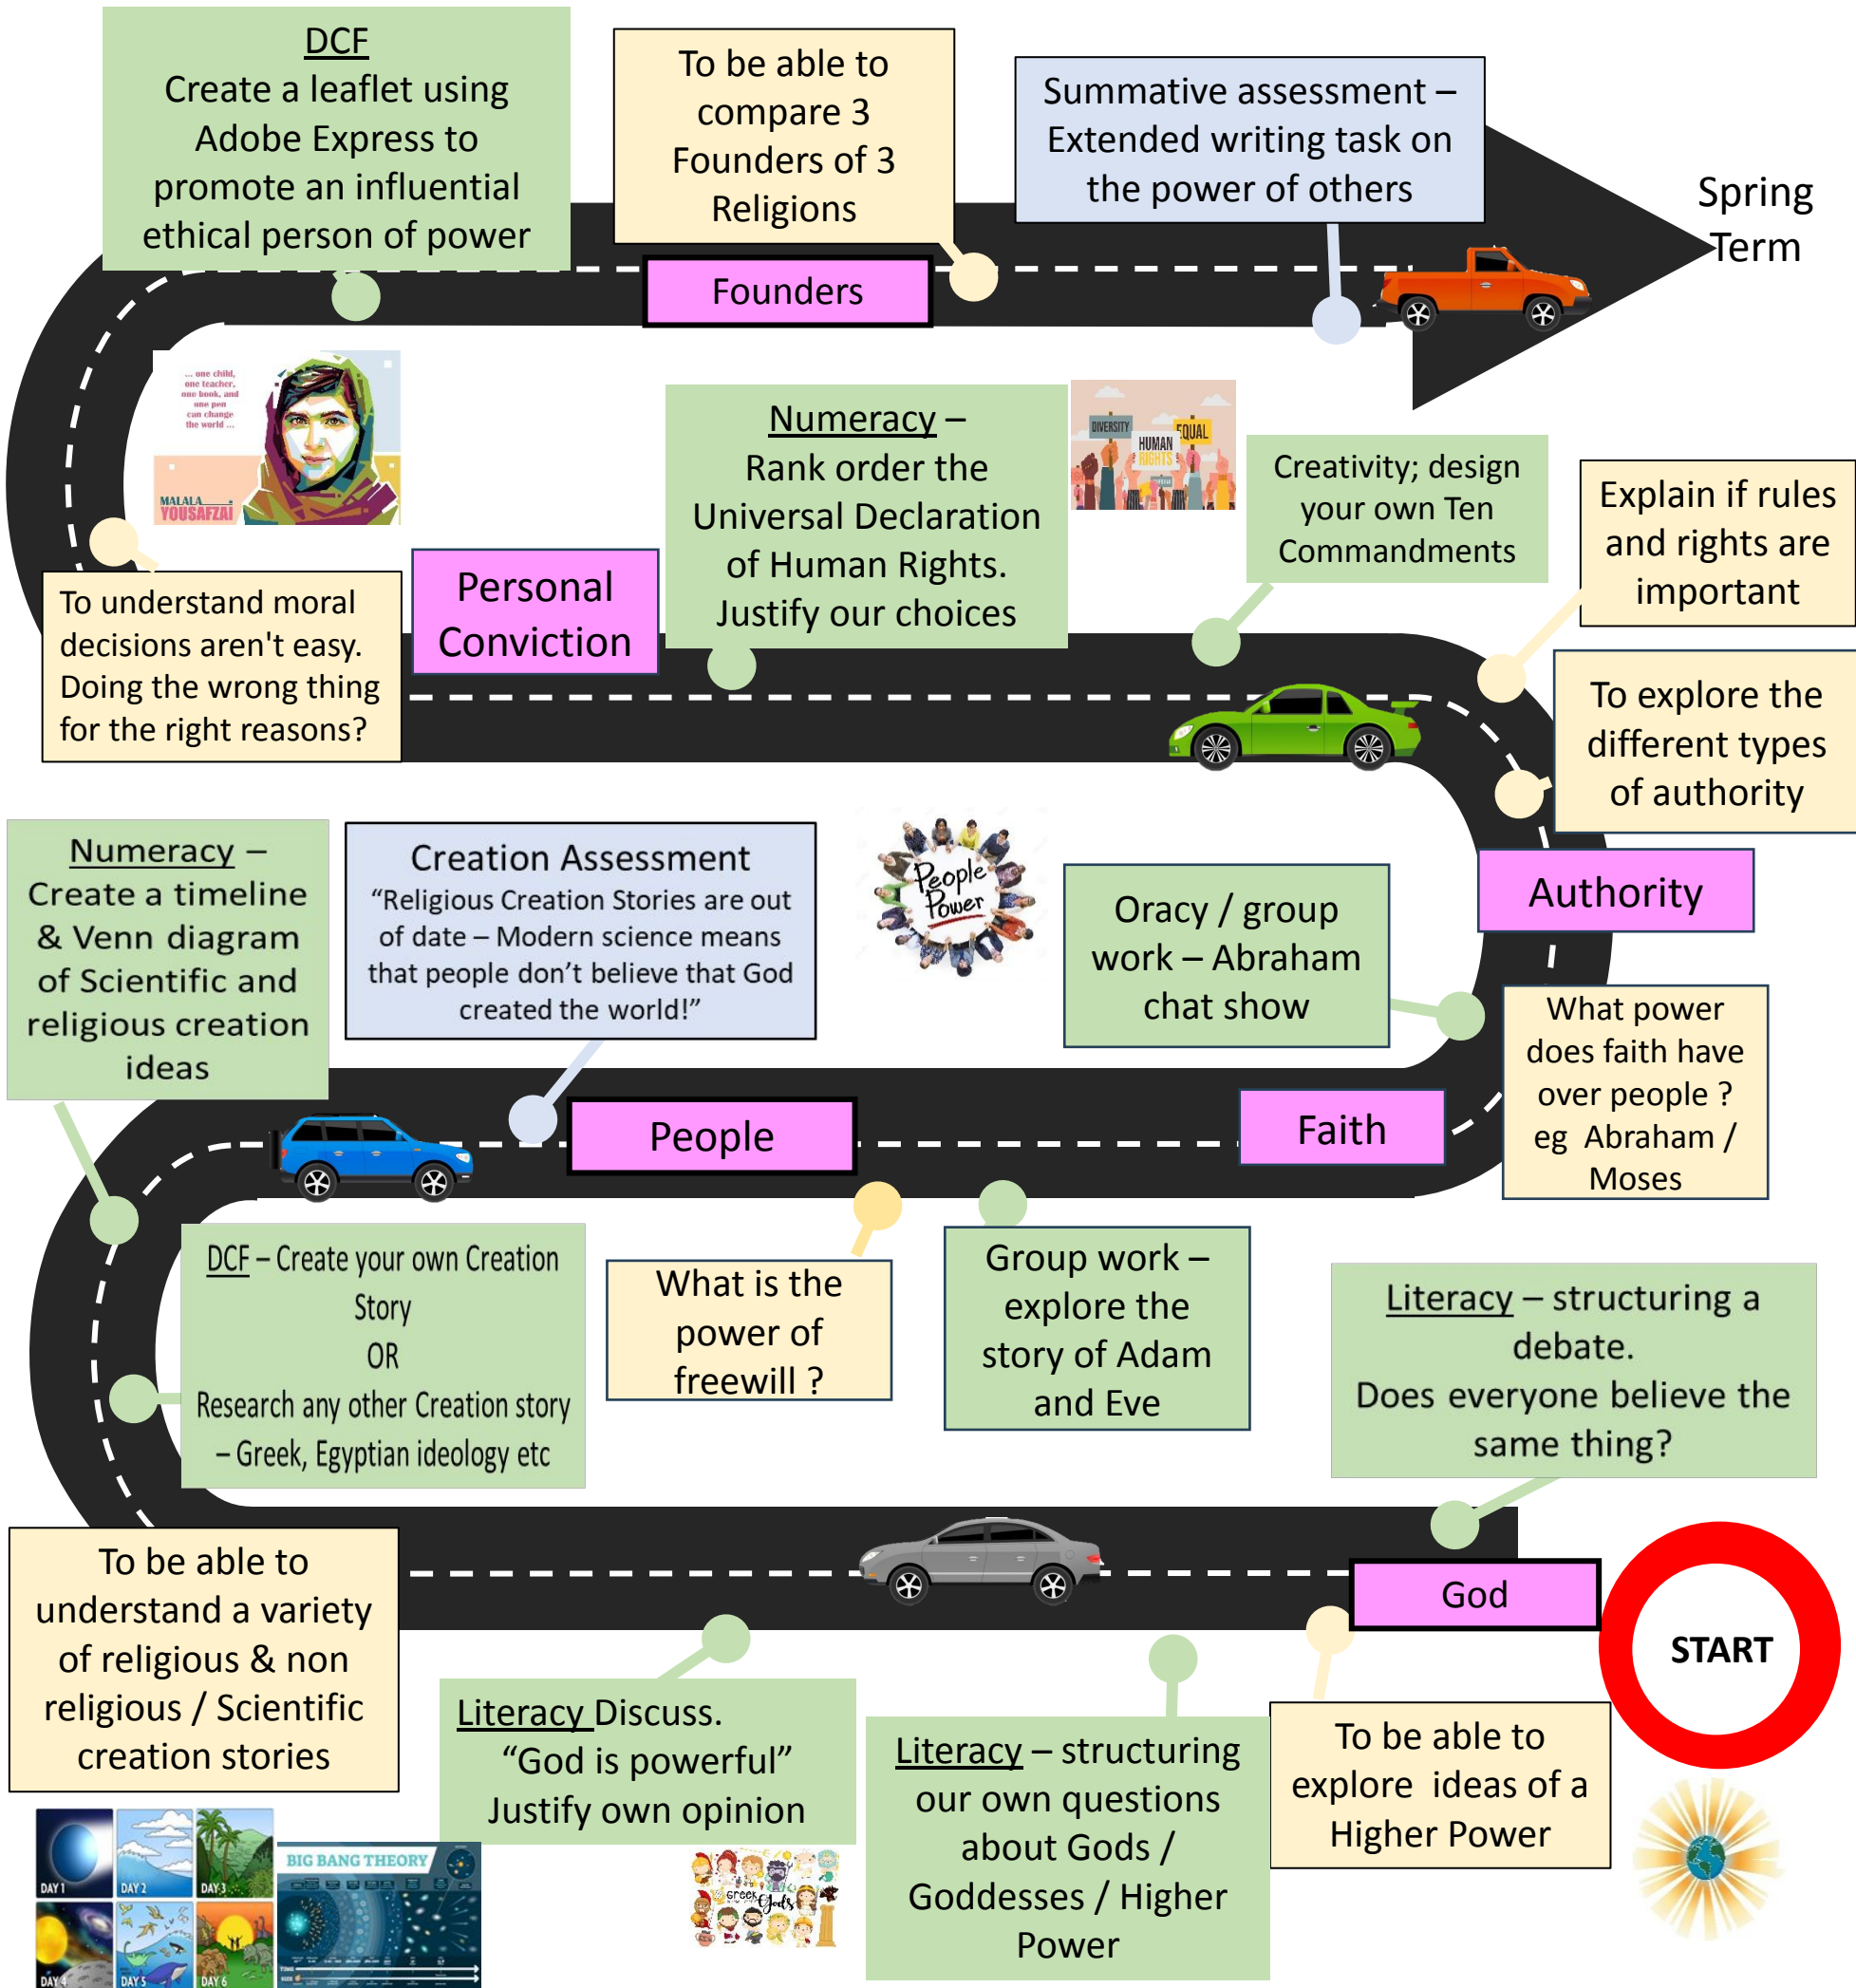 DCF
Create a leaflet using
Adobe Express to
promote an influential
ethical person of power
To be able to
compare 3
Founders of 3
Religions
Summative assessment –
Extended writing task on
the power of others
Spring
Term
Founders
... one child,
one teacher,
one book, and
one pen
can change
the world ...
MALALA
YOUSAFZAI
Numeracy –
Rank order the
Universal Declaration
of Human Rights.
Justify our choices
DIVERSITY
HUMAN
RIGHTS
EQUAL
Creativity; design
your own Ten
Commandments
Explain if rules
and rights are
important
To understand moral
decisions aren't easy.
Doing the wrong thing
for the right reasons?
Personal
Conviction
To explore the
different types
of authority
Numeracy –
Create a timeline
& Venn diagram
of Scientific and
religious creation
ideas
Creation Assessment
“Religious Creation Stories are out
of date – Modern science means
that people don’t believe that God
created the world!”
People
Power
Oracy / group
work – Abraham
chat show
Authority
What power
does faith have
over people ?
eg Abraham /
Moses
People
Faith
DCF – Create your own Creation
Story
OR
Research any other Creation story
– Greek, Egyptian ideology etc
What is the
power of
freewill ?
Group work –
explore the
story of Adam
and Eve
Literacy – structuring a
debate.
Does everyone believe the
same thing?
God
START
To be able to
understand a variety
of religious & non
religious / Scientific
creation stories
Literacy Discuss.
“God is powerful”
Justify own opinion
Literacy – structuring
our own questions
about Gods /
Goddesses / Higher
Power
To be able to
explore ideas of a
Higher Power
DAY 1
DAY 2
DAY 3
DAY 4
DAY 5
DAY 6
BIG BANG THEORY
TIME
Greek
Gods